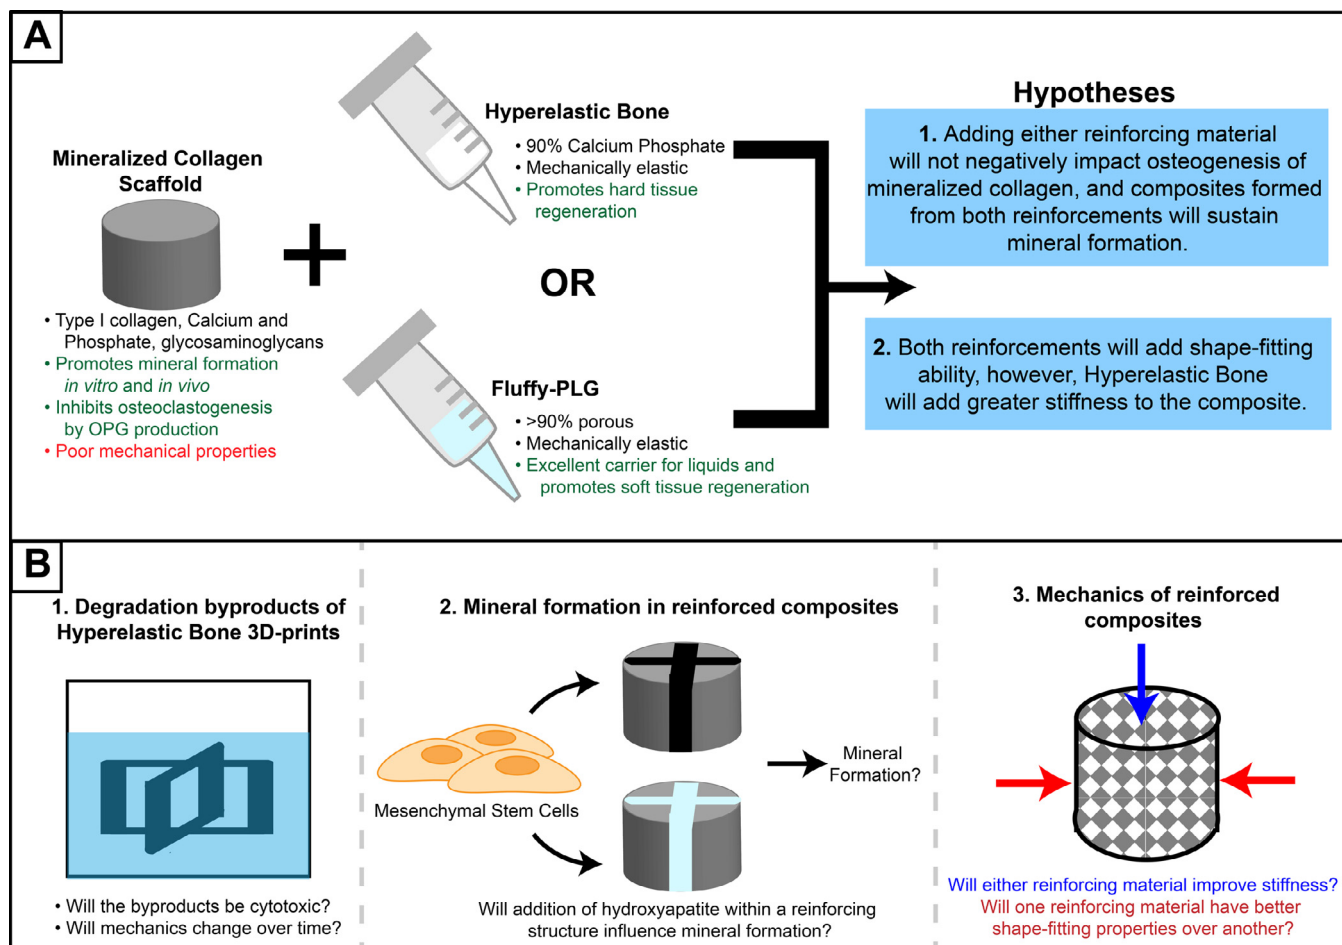 A
Mineralized Collagen
Scaffold
• Type I collagen, Calcium and
Phosphate, glycosaminoglycans
• Promotes mineral formation
in vitro and in vivo
• Inhibits osteoclastogenesis
by OPG production
• Poor mechanical properties
Hyperelastic Bone
• 90% Calcium Phosphate
• Mechanically elastic
• Promotes hard tissue
regeneration
OR
Fluffy-PLG
• >90% porous
• Mechanically elastic
• Excellent carrier for liquids and
promotes soft tissue regeneration
Hypotheses
1. Adding either reinforcing material
will not negatively impact osteogenesis of
mineralized collagen, and composites formed
from both reinforcements will sustain
mineral formation.
2. Both reinforcements will add shape-fitting
ability, however, Hyperelastic Bone
will add greater stiffness to the composite.
B
1. Degradation byproducts of
Hyperelastic Bone 3D-prints
• Will the byproducts be cytotoxic?
• Will mechanics change over time?
2. Mineral formation in reinforced composites
Mesenchymal Stem Cells
Mineral
Formation?
Will addition of hydroxyapatite within a reinforcing
structure influence mineral formation?
3. Mechanics of reinforced
composites
Will either reinforcing material improve stiffness?
Will one reinforcing material have better
shape-fitting properties over another?